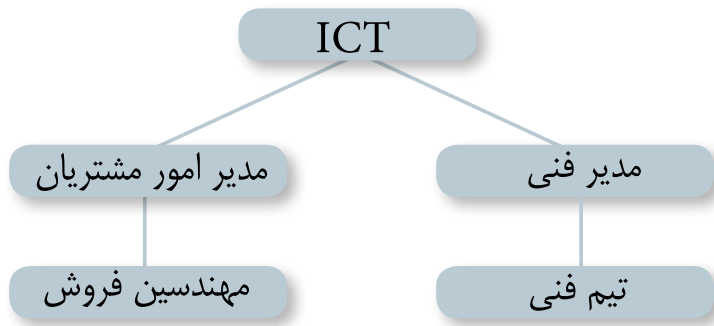 ICT
مدیر فنی
مدیر امور مشتریان
تیم فنی
مهندسین فروش